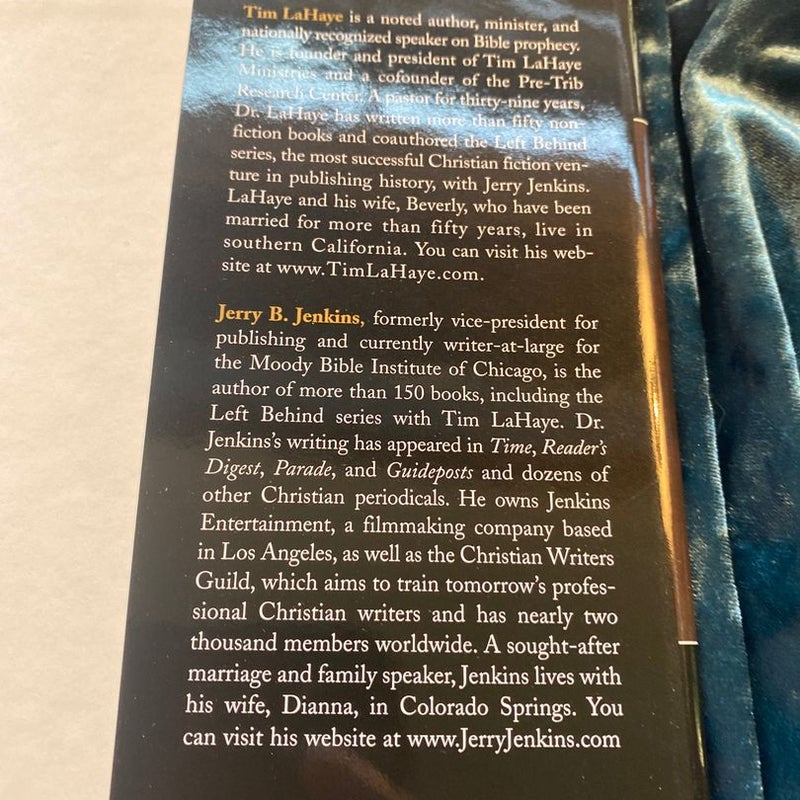 Tim LaHaye is a noted author, minister, and
nationally recognized speaker on Bible prophecy.
He is founder and president of Tim LaHaye
Ministries and a cofounder of the Pre-Trib
Research Center. A pastor for thirty-nine years,
Dr. LaHaye has written more than fifty non-
fiction books and coauthored the Left Behind
series, the most successful Christian fiction ven-
ture in publishing history, with Jerry Jenkins.
LaHaye and his wife, Beverly, who have been
married for more than fifty years, live in
southern California. You can visit his web-
site at www.TimLaHaye.com.
Jerry B. Jenkins, formerly vice-president for
publishing and currently writer-at-large for
the Moody Bible Institute of Chicago, is the
author of more than 150 books, including the
Left Behind series with Tim LaHaye. Dr.
Jenkins's writing has appeared in Time, Reader's
Digest, Parade, and Guideposts and dozens of
other Christian periodicals. He owns Jenkins
Entertainment, a filmmaking company based
in Los Angeles, as well as the Christian Writers
Guild, which aims to train tomorrow's profes-
sional Christian writers and has nearly two
thousand members worldwide. A sought-after
marriage and family speaker, Jenkins lives with
his wife, Dianna, in Colorado Springs. You
can visit his website at www.JerryJenkins.com